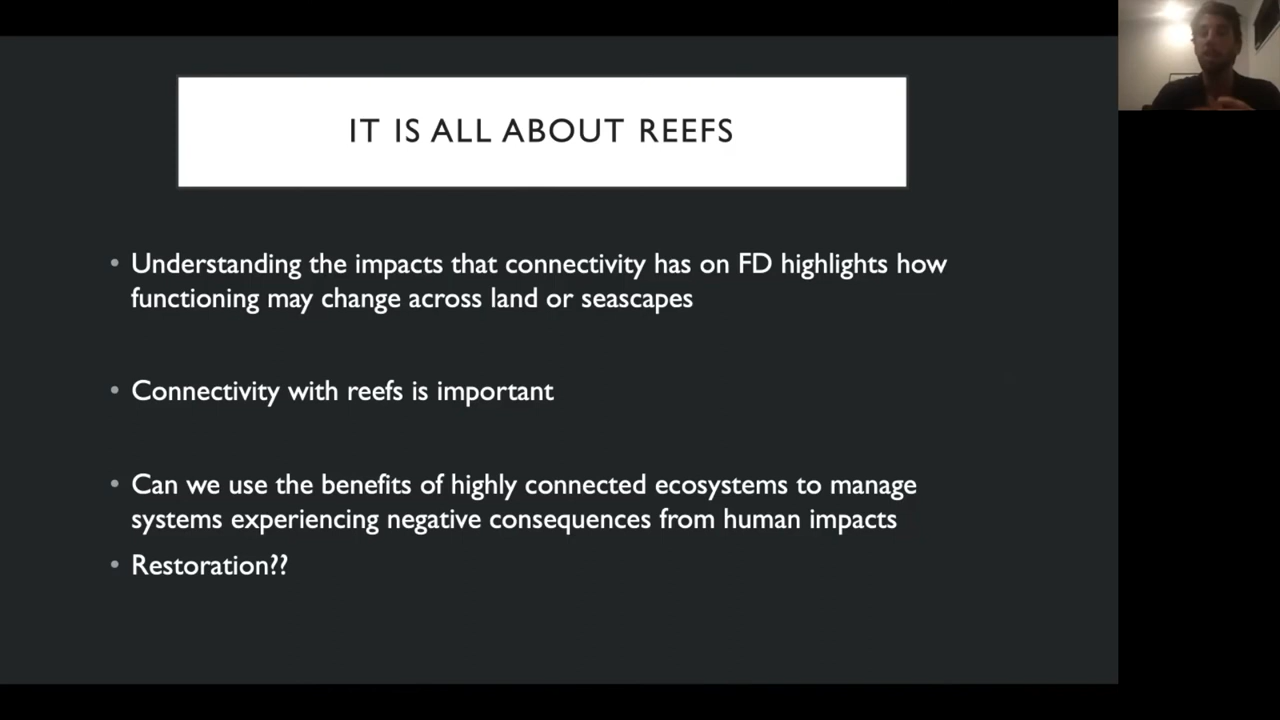 IT IS ALL ABOUT REEFS
• Understanding the impacts that connectivity has on FD highlights how
functioning may change across land or seascapes
• Connectivity with reefs is important
• Can we use the benefits of highly connected ecosystems to manage
systems experiencing negative consequences from human impacts
• Restoration??